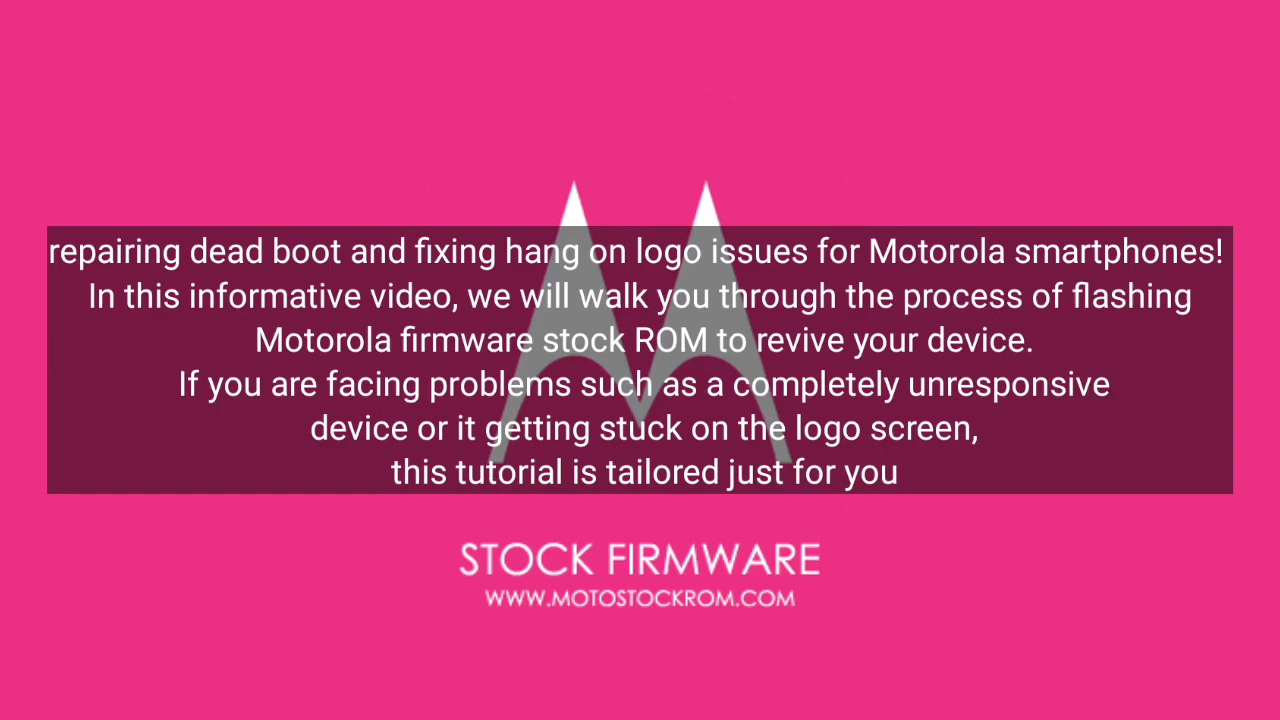 repairing dead boot and fixing hang on logo issues for Motorola smartphones!
In this informative video, we will walk you through the process of flashing
Motorola firmware stock ROM to revive your device.
If you are facing problems such as a completely unresponsive
device or it getting stuck on the logo screen,
this tutorial is tailored just for you
STOCK FIRMWARE
WWW.MOTOSTOCKROM.COM